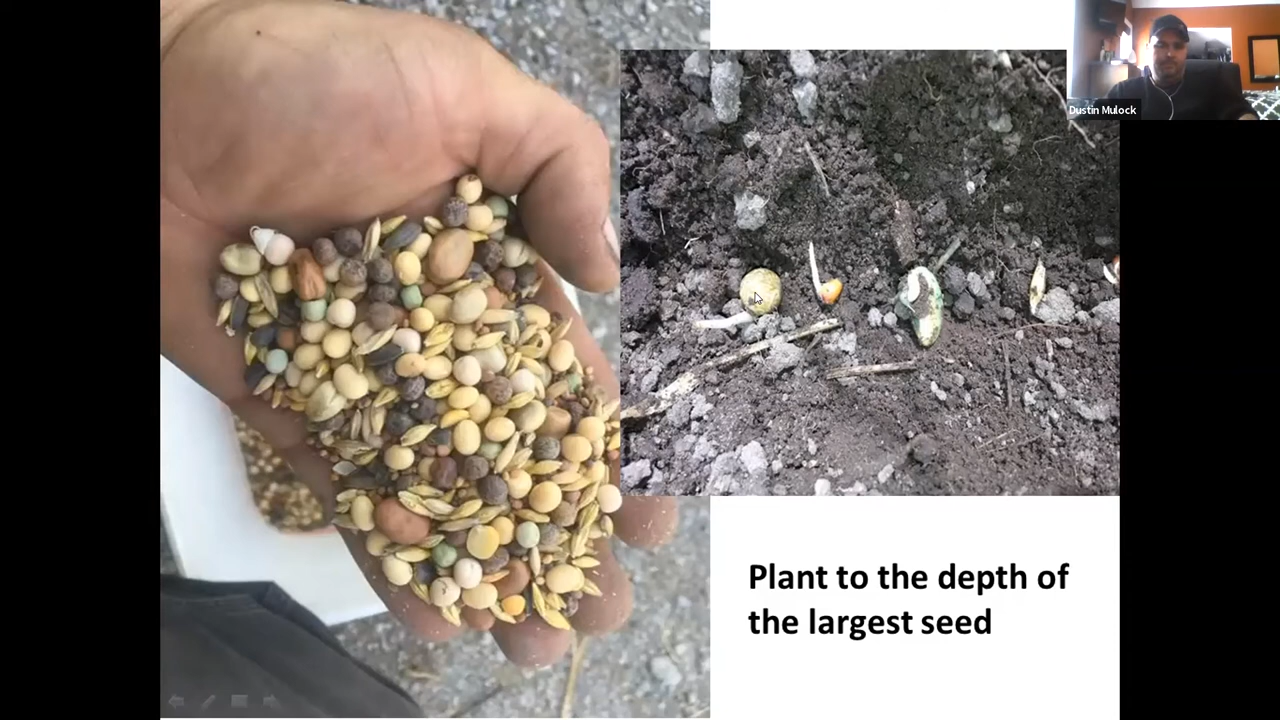 Dustin Mulock
Plant to the depth of
the largest seed